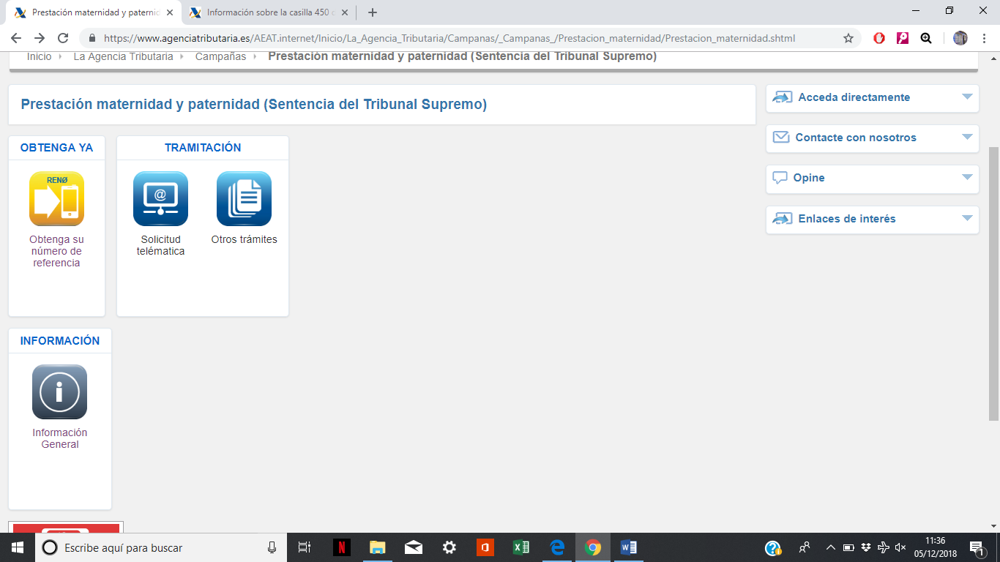 Prestación maternidad y paternid
Información sobre la casilla 450 d
https://www.agenciatributaria.es/AEAT.internet/Inicio/La_Agencia_Tributaria/Campanas/_Campanas_/Prestacion_maternidad/Prestacion_maternidad.shtml
Inicio La Agencia Tributaria Campañas Prestación maternidad y paternidad (Sentencia del Tribunal Supremo)
Prestación maternidad y paternidad (Sentencia del Tribunal Supremo)
Acceda directamente
Contacte con nosotros
Opine
Enlaces de interés
OBTENGA YA
RENØ
Obtenga su
número de
referencia
TRAMITACIÓN
@
Solicitud
telématica
Otros trámites
INFORMACIÓN
i
Información
General
Escribe aquí para buscar
11:36
05/12/2018
1